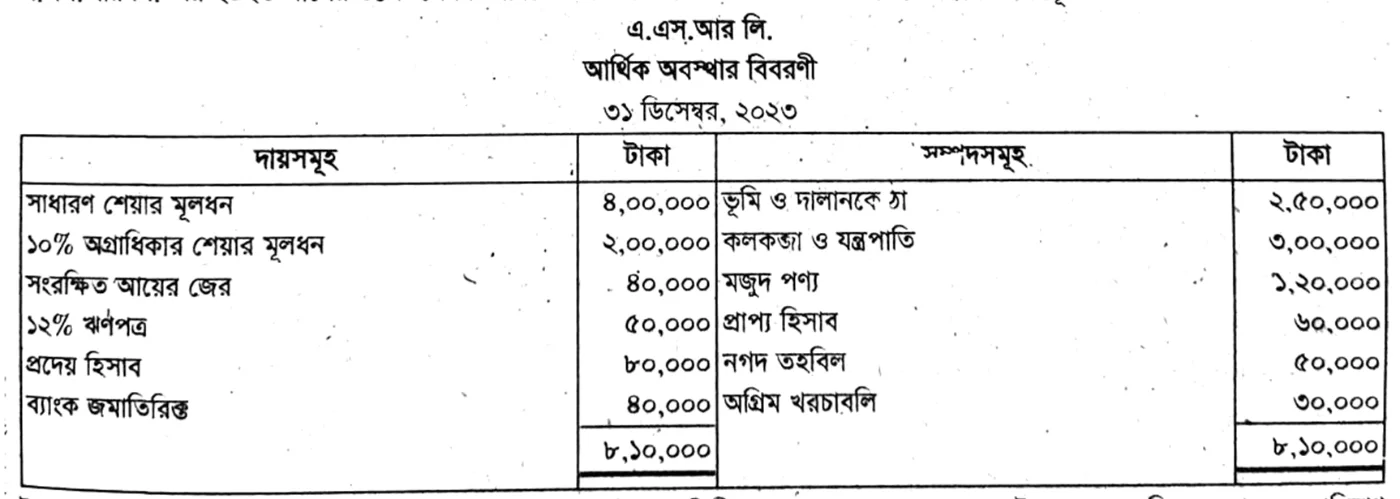 এ.এস.আর লি.
আর্থিক অবস্থার বিবরণী
৩১ ডিসেম্বর, ২০২৩
দায়সমূহ টাকা সম্পদসমূহ টাকা
সাধারণ শেয়ার মূলধন ৪,০০,০০০ ভূমি ও দালানকে ঠা ২,৫০,০০০
১০% অগ্রাধিকার শেয়ার মূলধন ২,০০,০০০ কলকব্জা ও যন্ত্রপাতি ৩,০০,০০০
সংরক্ষিত আয়ের জের ৪০,০০০ মজুদ পণ্য ১,২০,০০০
১২% ঋণপত্র ৫০,০০০ প্রাপ্য হিসাব ৬০,০০০
প্রদেয় হিসাব ৮০,০০০ নগদ তহবিল ৫০,০০০
ব্যাংক জমাতিরিক্ত ৪০,০০০ অগ্রিম খরচাবলি ৩০,০০০
৮,১০,০০০ ৮,১০,০০০